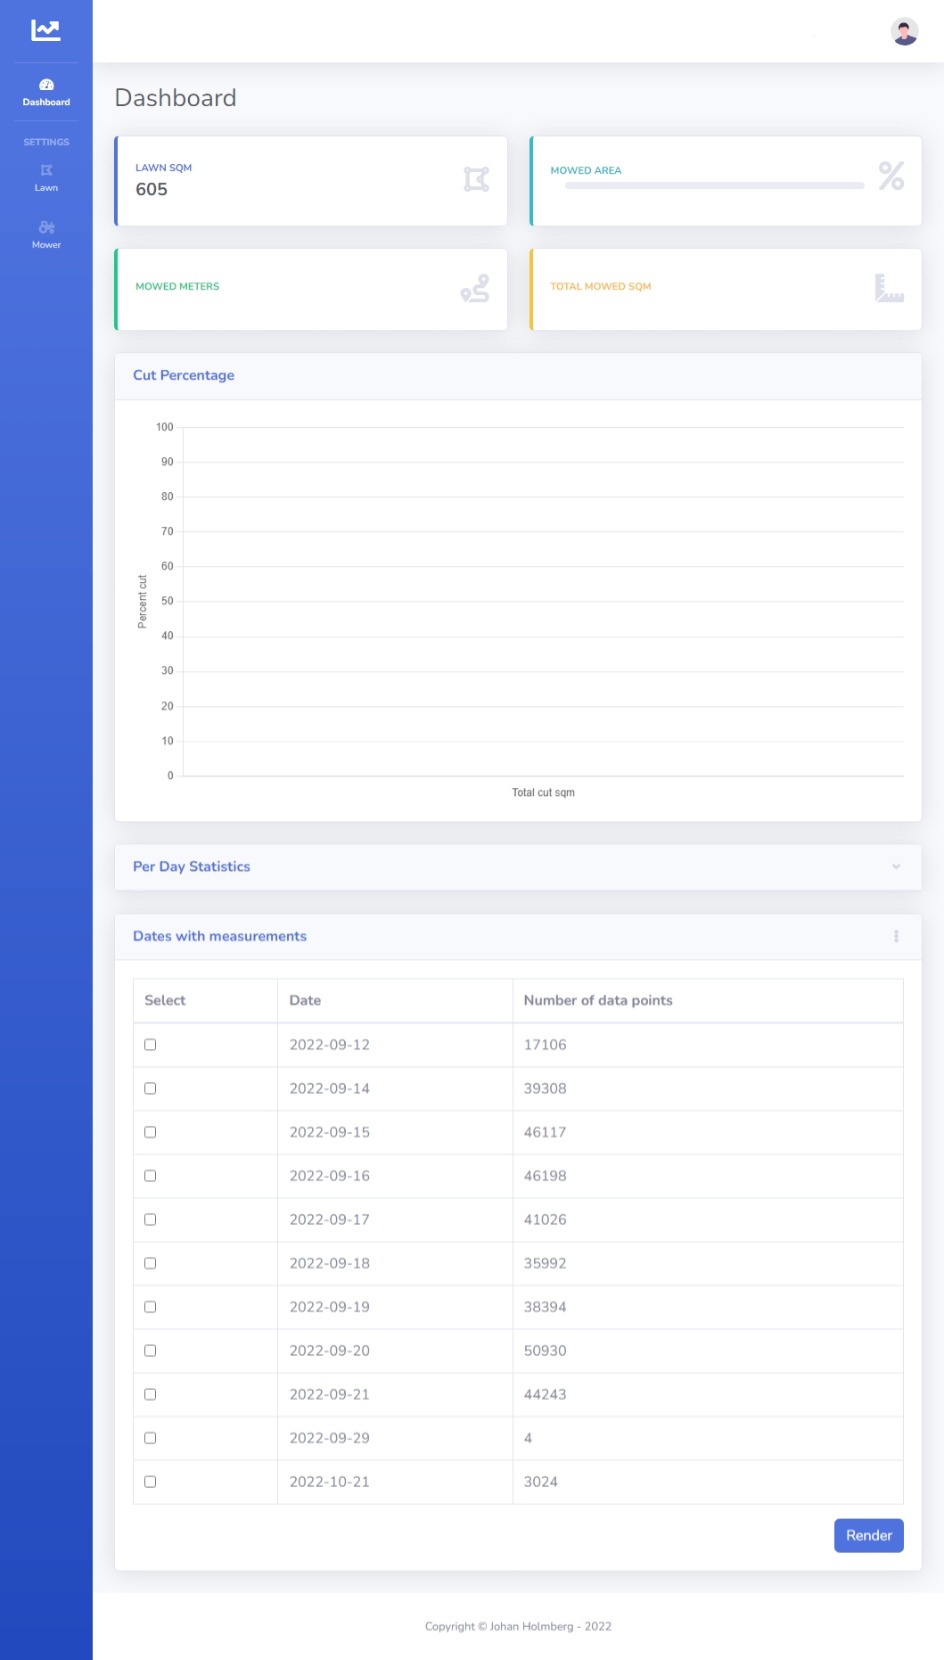 Dashboard
SETTINGS
Lawn
Mower
Dashboard
LAWN SQM
605
MOWED AREA
MOWED METERS
TOTAL MOWED SQM
Cut Percentage
100
90
80
70
60
50
40
30
20
10
0
Percent cut
Total cut sqm
Per Day Statistics
Dates with measurements
Select Date Number of data points
2022-09-12 17106
2022-09-14 39308
2022-09-15 46117
2022-09-16 46198
2022-09-17 41026
2022-09-18 35992
2022-09-19 38394
2022-09-20 50930
2022-09-21 44243
2022-09-29 4
2022-10-21 3024
Render
Copyright © Johan Holmberg - 2022